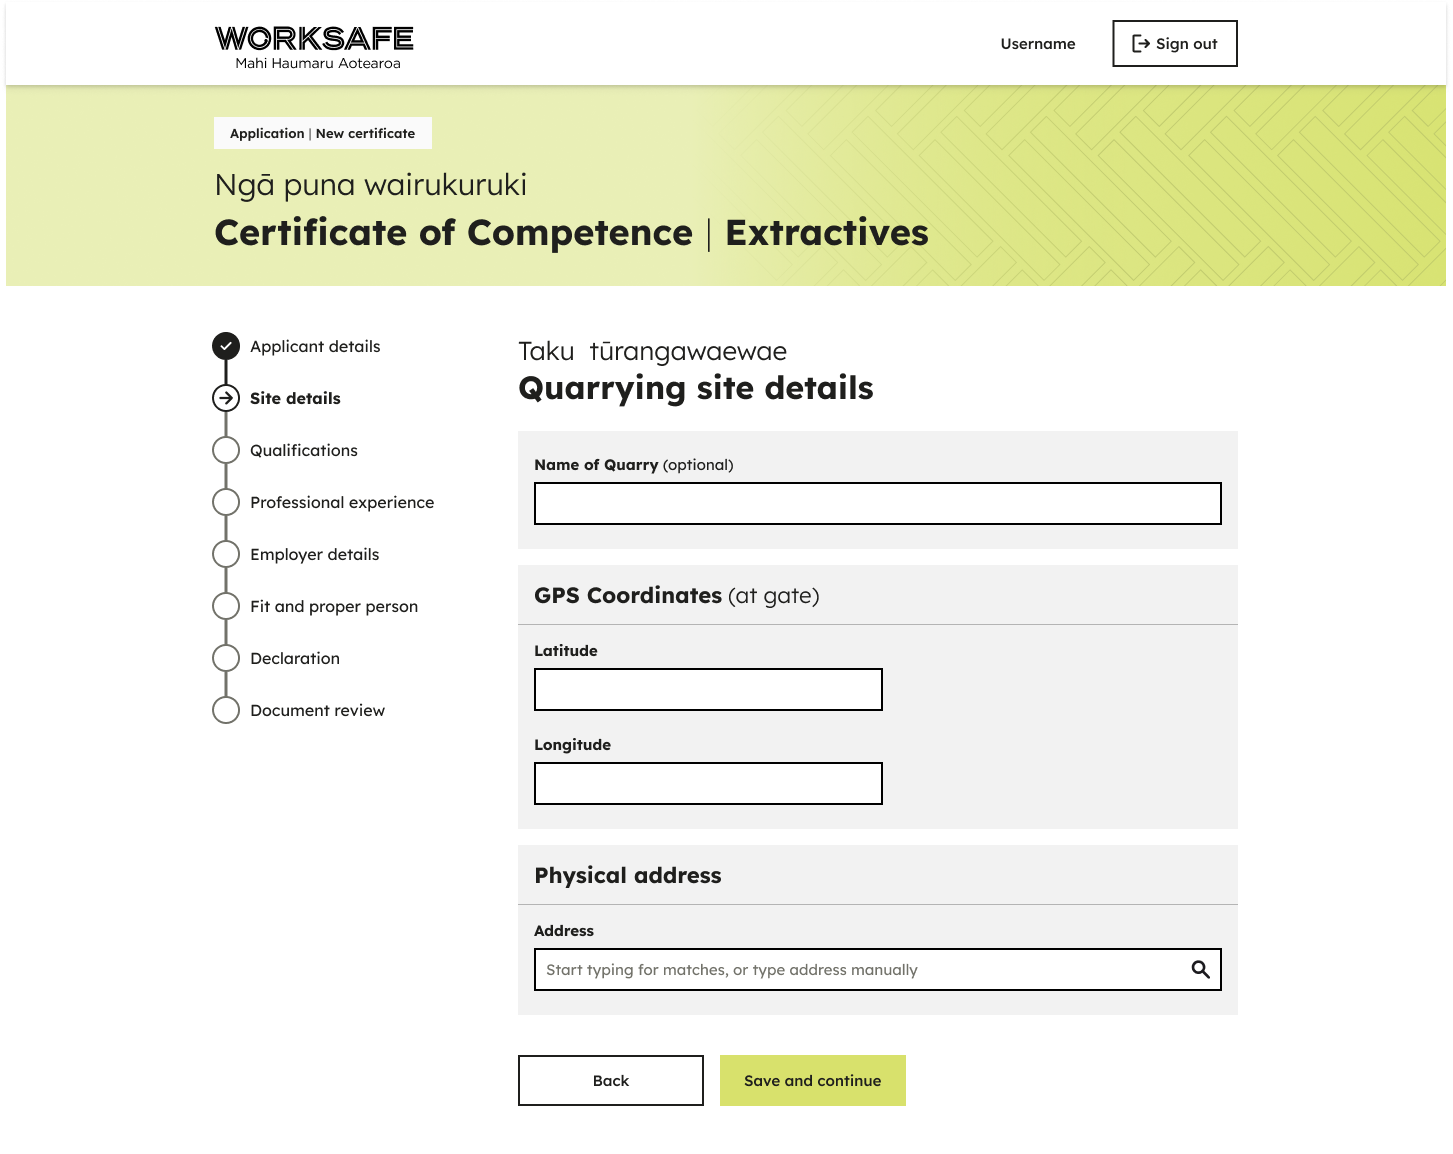 WORKSAFE
Mahi Haumaru Aotearoa
Username
Sign out
Application | New certificate
Ngā puna wairukuruki
Certificate of Competence | Extractives
Applicant details
Site details
Qualifications
Professional experience
Employer details
Fit and proper person
Declaration
Document review
Taku tūrangawaewae
Quarrying site details
Name of Quarry (optional)
GPS Coordinates (at gate)
Latitude
Longitude
Physical address
Address
Start typing for matches, or type address manually
Back
Save and continue